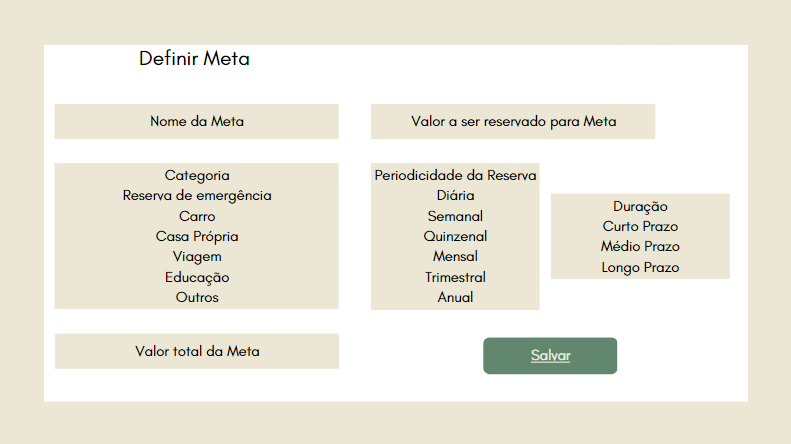 Definir Meta
Nome da Meta
Valor a ser reservado para Meta
Categoria
Reserva de emergência
Carro
Casa Própria
Viagem
Educação
Outros
Periodicidade da Reserva
Diária
Semanal
Quinzenal
Mensal
Trimestral
Anual
Duração
Curto Prazo
Médio Prazo
Longo Prazo
Valor total da Meta
Salvar